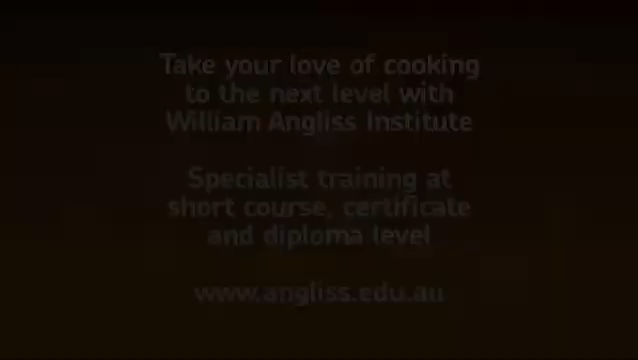 Take your love of cooking
to the next level with
William Angliss Institute
Specialist training at
short course, certificate
and diploma level
www.angliss.edu.au